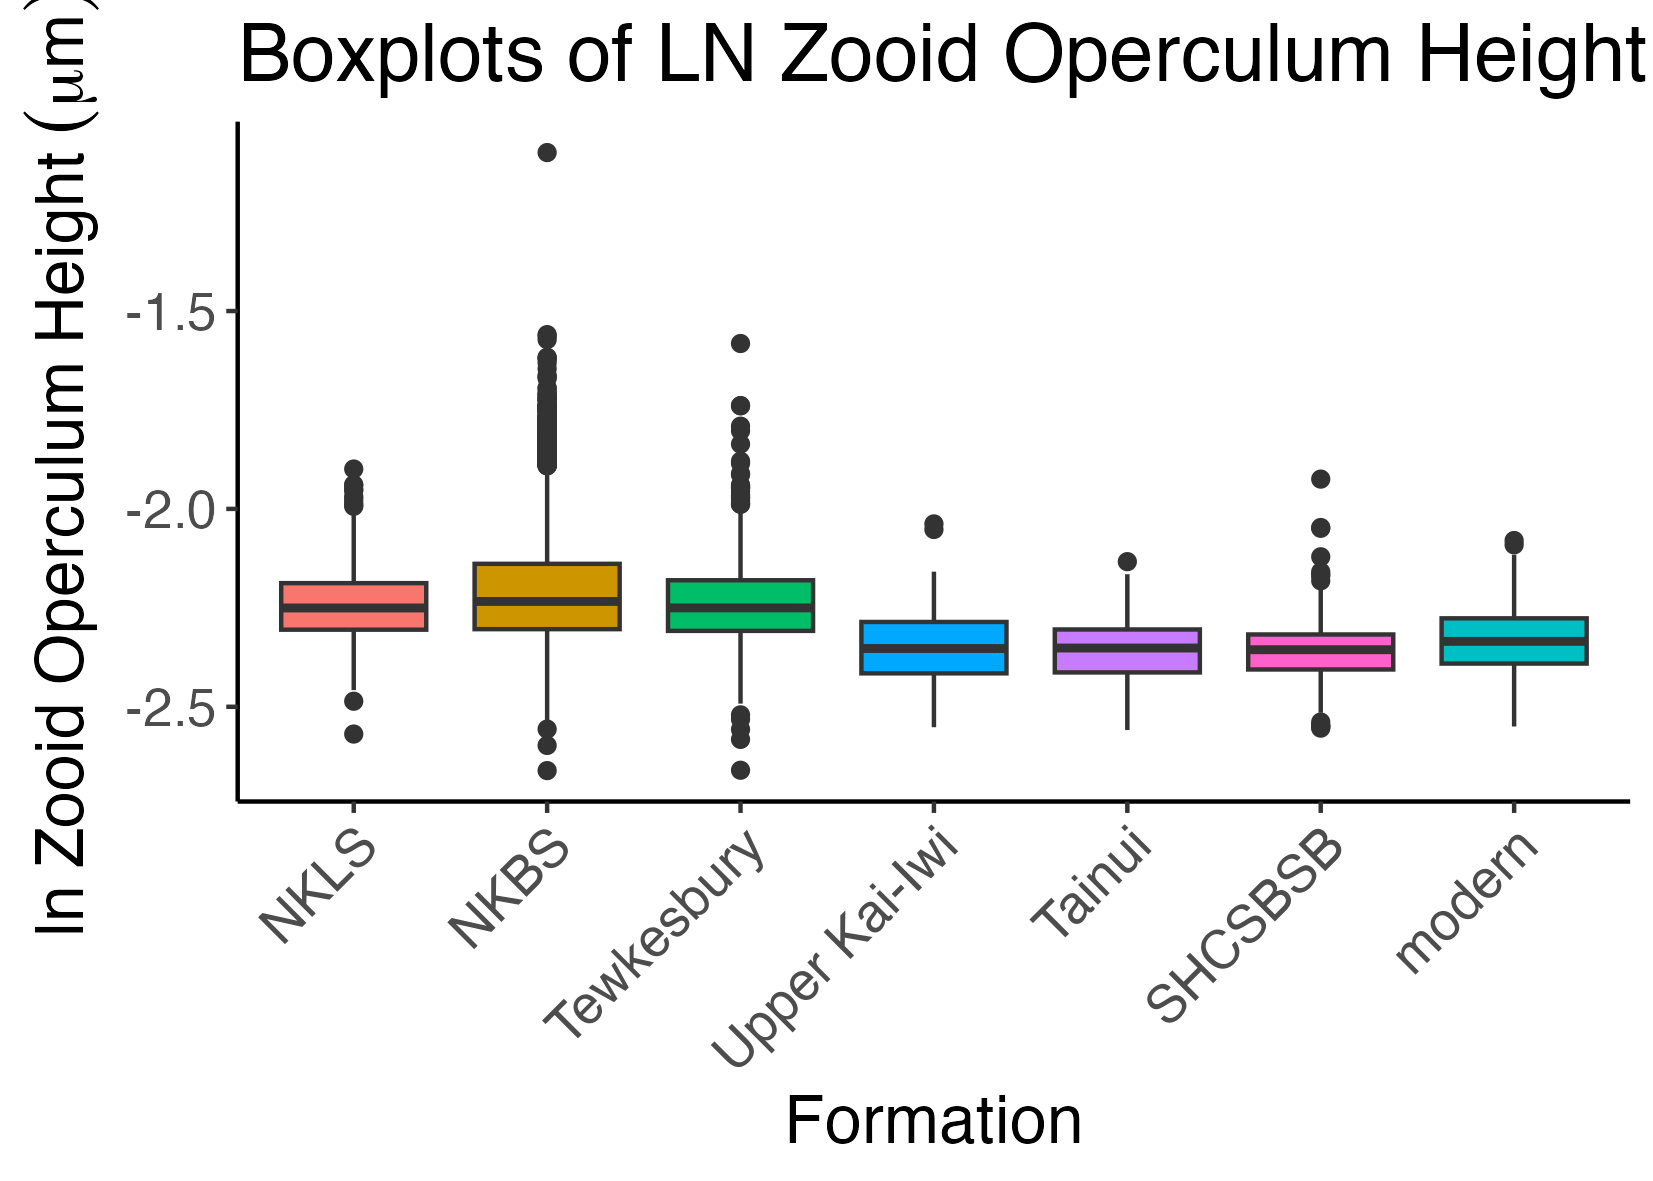 Boxplots of LN Zooid Operculum Height
ln Zooid Operculum Height (μm)
-1.5
-2.0
-2.5
NKLS
NKBS
Tewkesbury
Upper Kai-Iwi
Tainui
SHCSBSB
modern
Formation